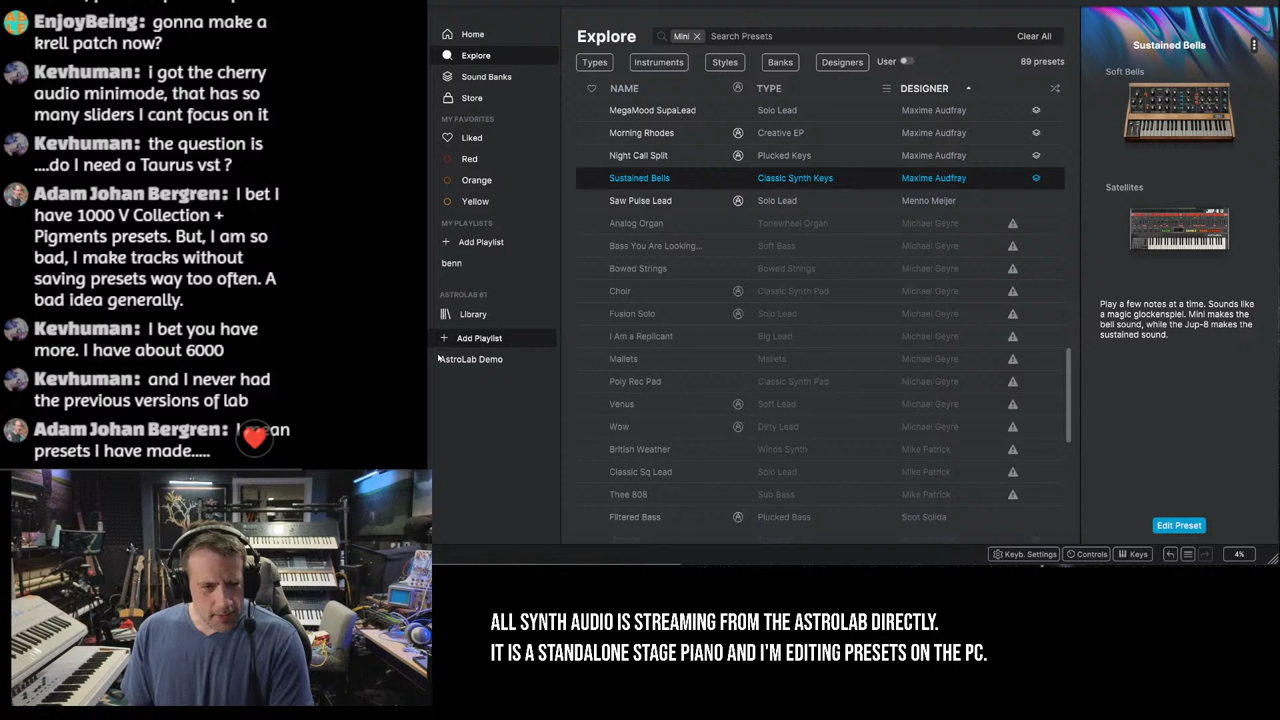 EnjoyBeing: gonna make a
krell patch now?
Kevhuman: i got the cherry
audio minimode, that has so
many sliders I cant focus on it
Kevhuman: the question is
....do I need a Taurus vst ?
Adam Johan Bergren: I bet I
have 1000 V Collection +
Pigments presets. But, I am so
bad, I make tracks without
saving presets way too often. A
bad idea generally.
Kevhuman: I bet you have
more. I have about 6000
Kevhuman: and I never had
the previous versions of lab
Adam Johan Bergren: I mean
presets I have made.....
Home
Explore
Sound Banks
Store
MY FAVORITES
Liked
Red
Orange
Yellow
MY PLAYLISTS
+ Add Playlist
benn
ASTROLAB 01
Library
+ Add Playlist
AstroLab Demo
Explore
Mini Search Presets
Clear All
Types Instruments Styles Banks Designers User
89 presets
NAME TYPE DESIGNER
MegaMood SupaLead Solo Lead Maxime Audfray
Morning Rhodes Creative EP Maxime Audfray
Night Call Split Plucked Keys Maxime Audfray
Sustained Bells Classic Synth Keys Maxime Audfray
Saw Pulse Lead Solo Lead Menno Meijer
Analog Organ Tonewheel Organ Michael Geyre
Bass You Are Looking... Soft Bass Michael Geyre
Bowed Strings Bowed Strings Michael Geyre
Choir Classic Synth Pad Michael Geyre
Fusion Solo Solo Lead Michael Geyre
I Am a Replicant Big Lead Michael Geyre
Mallets Mallets Michael Geyre
Poly Rec Pad Classic Synth Pad Michael Geyre
Venus Soft Lead Michael Geyre
Wow Dirty Lead Michael Geyre
British Weather Winds Synth Mike Patrick
Classic Sq Lead Solo Lead Mike Patrick
Thee 808 Sub Bass Mike Patrick
Filtered Bass Plucked Bass Scot Solida
Sustained Bells
Soft Bells
Satellites
JUP-8 V
Play a few notes at a time. Sounds like
a magic glockenspiel. Mini makes the
bell sound, while the Jup-8 makes the
sustained sound.
Edit Preset
Keyb. Settings Controls Keys 4%
ALL SYNTH AUDIO IS STREAMING FROM THE ASTROLAB DIRECTLY.
IT IS A STANDALONE STAGE PIANO AND I'M EDITING PRESETS ON THE PC.